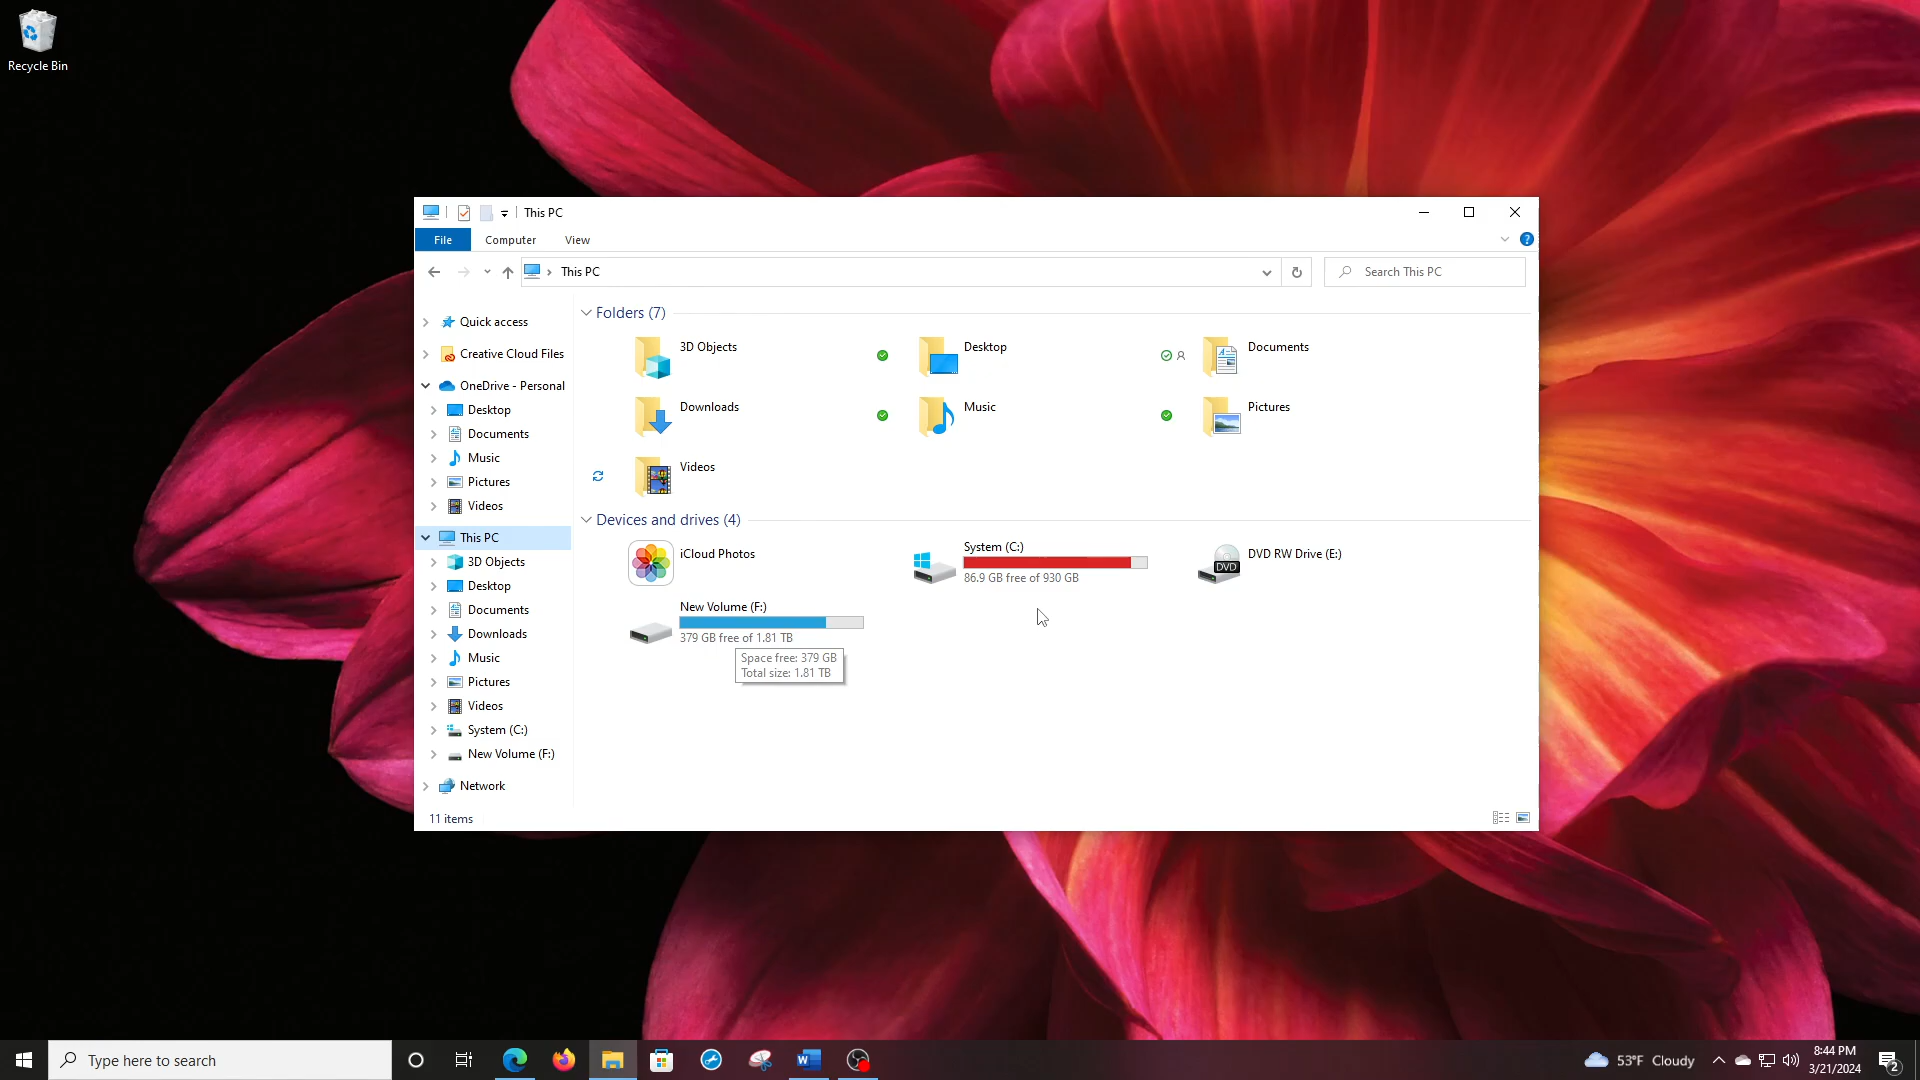 Recycle Bin
This PC
File Computer View
This PC
Search This PC
Quick access
Creative Cloud Files
OneDrive - Personal
Desktop
Documents
Music
Pictures
Videos
This PC
3D Objects
Desktop
Documents
Downloads
Music
Pictures
Videos
System (C:)
New Volume (F:)
Network
Folders (7)
3D Objects
Desktop
Documents
Downloads
Music
Pictures
Videos
Devices and drives (4)
iCloud Photos
System (C:)
86.9 GB free of 930 GB
DVD
DVD RW Drive (E:)
New Volume (F:)
379 GB free of 1.81 TB
Space free: 379 GB
Total size: 1.81 TB
11 items
Type here to search
W
53°F Cloudy
8:44 PM
3/21/2024
2